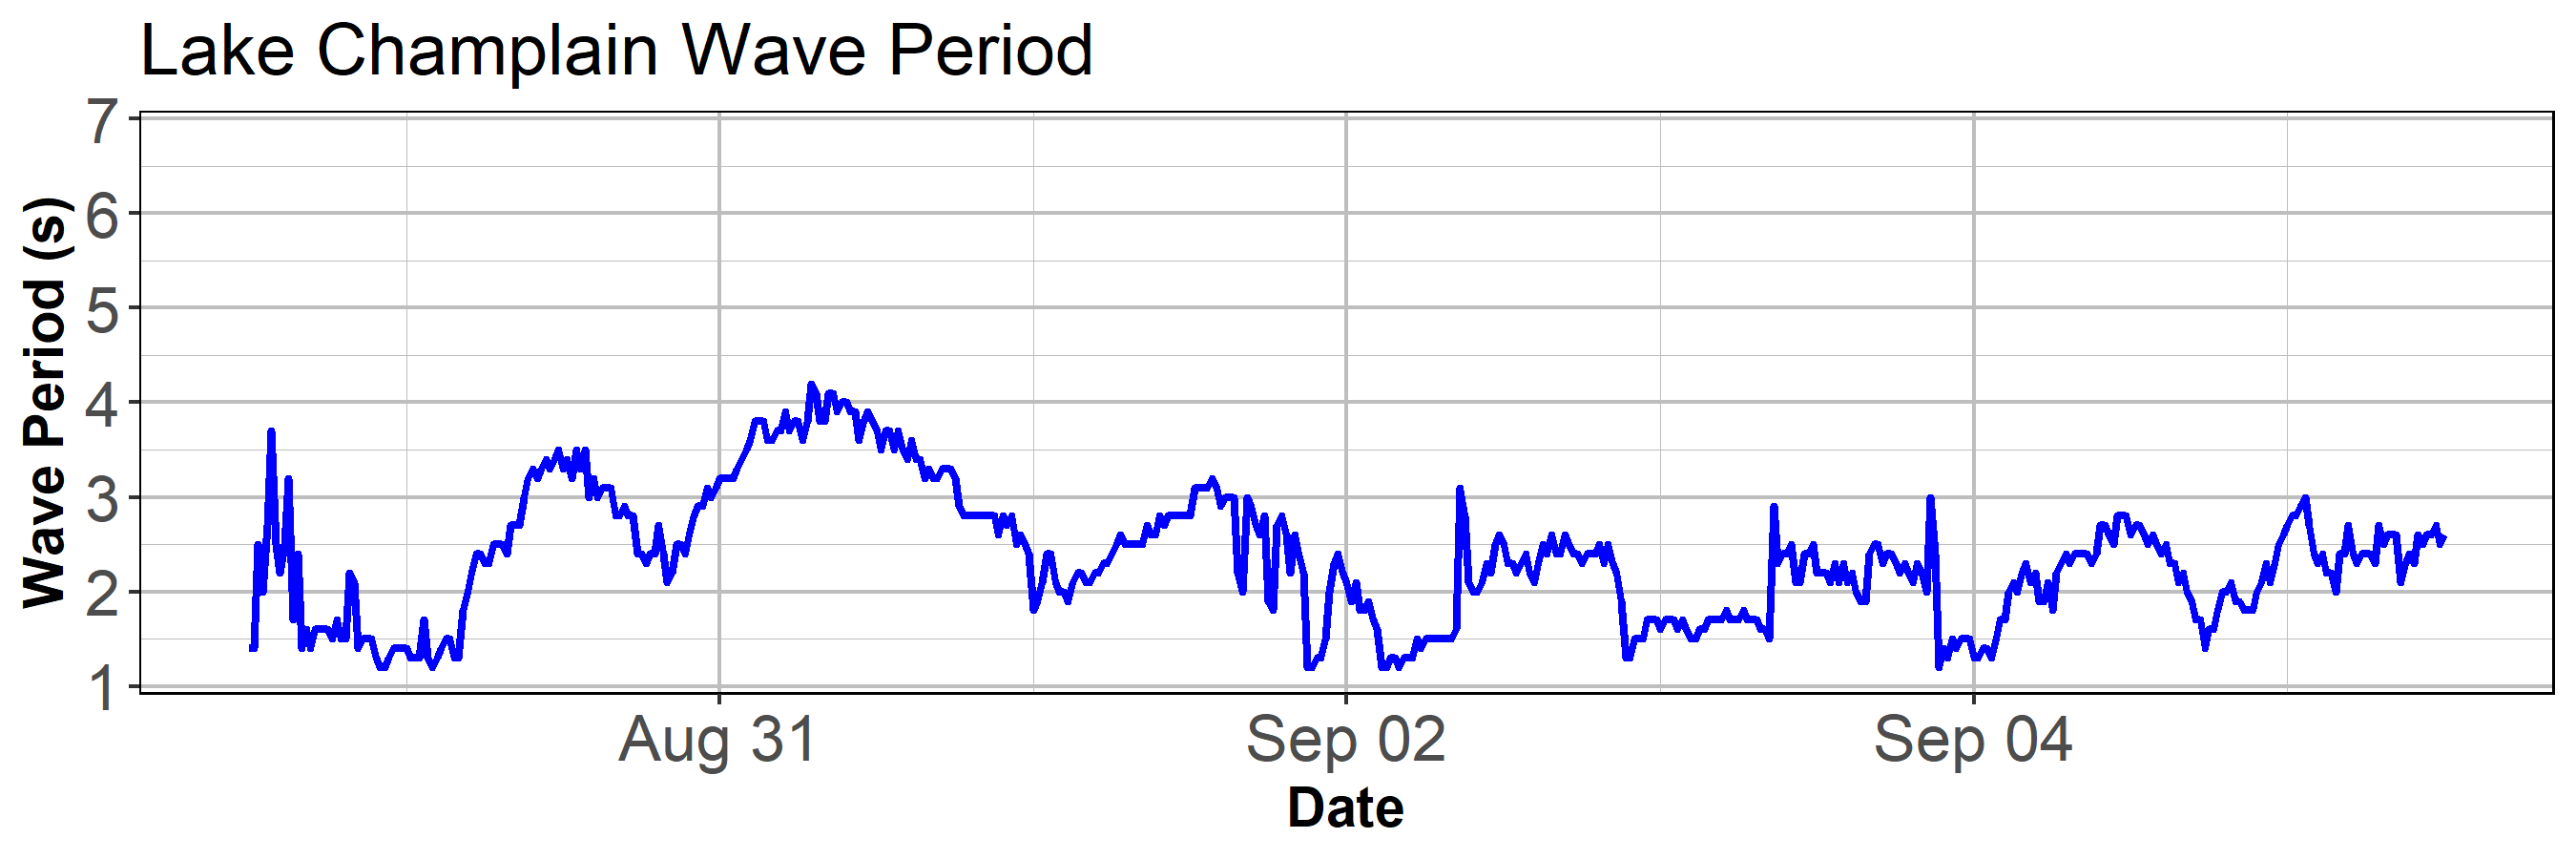 Lake Champlain Wave Period
Wave Period (s)
7
6
5
4
3
2
1
Aug 31
Sep 02
Sep 04
Date